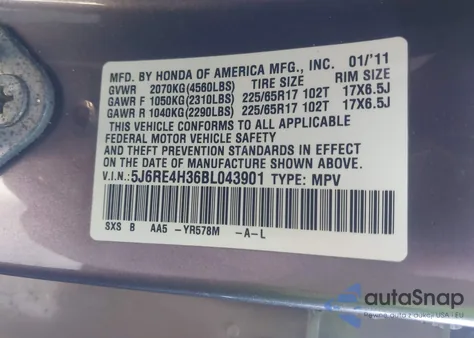 MFD. BY HONDA OF AMERICA MFG., INC. 01/'11
GVWR 2070KG(4560LBS) TIRE SIZE RIM SIZE
GAWR F 1050KG(2310LBS) 225/65R17 102T 17X6.5J
GAWR R 1040KG(2290LBS) 225/65R17 102T 17X6.5J
THIS VEHICLE CONFORMS TO ALL APPLICABLE
FEDERAL MOTOR VEHICLE SAFETY
STANDARDS IN EFFECT ON THE DATE OF
MANUFACTURE SHOWN ABOVE.
V.I.N.: 5J6RE4H36BL043901 TYPE: MPV
SXS B AA5 -YR578M -A-L
autoSnap
USA | EU